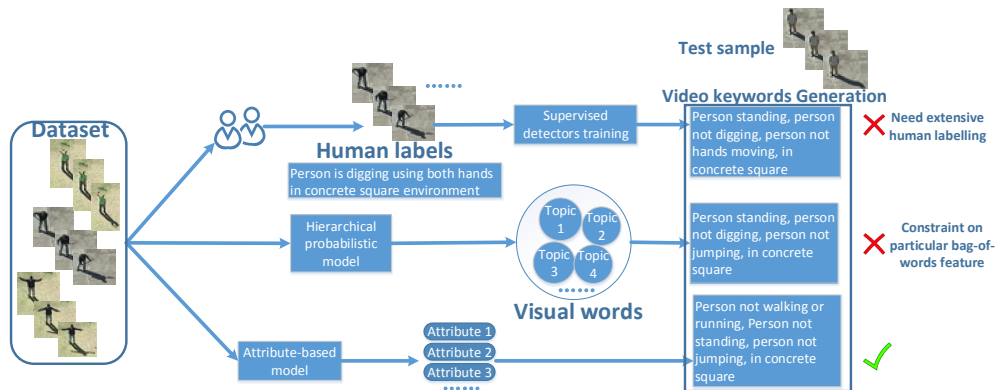 Test sample
Video keywords Generation
Dataset
Human labels
Person is digging using both hands
in concrete square environment
Supervised
detectors training
Person standing, person
not digging, person not
hands moving, in
concrete square
Need extensive
human labelling
Hierarchical
probabilistic
model
Topic
1
Topic
2
Topic
3
Topic
4
Visual words
Person standing, person
not digging, person not
jumping, in concrete
square
Constraint on
particular bag-of-
words feature
Attribute-based
model
Attribute 1
Attribute 2
Attribute 3
Person not walking or
running, Person not
standing, person not
jumping, in concrete
square